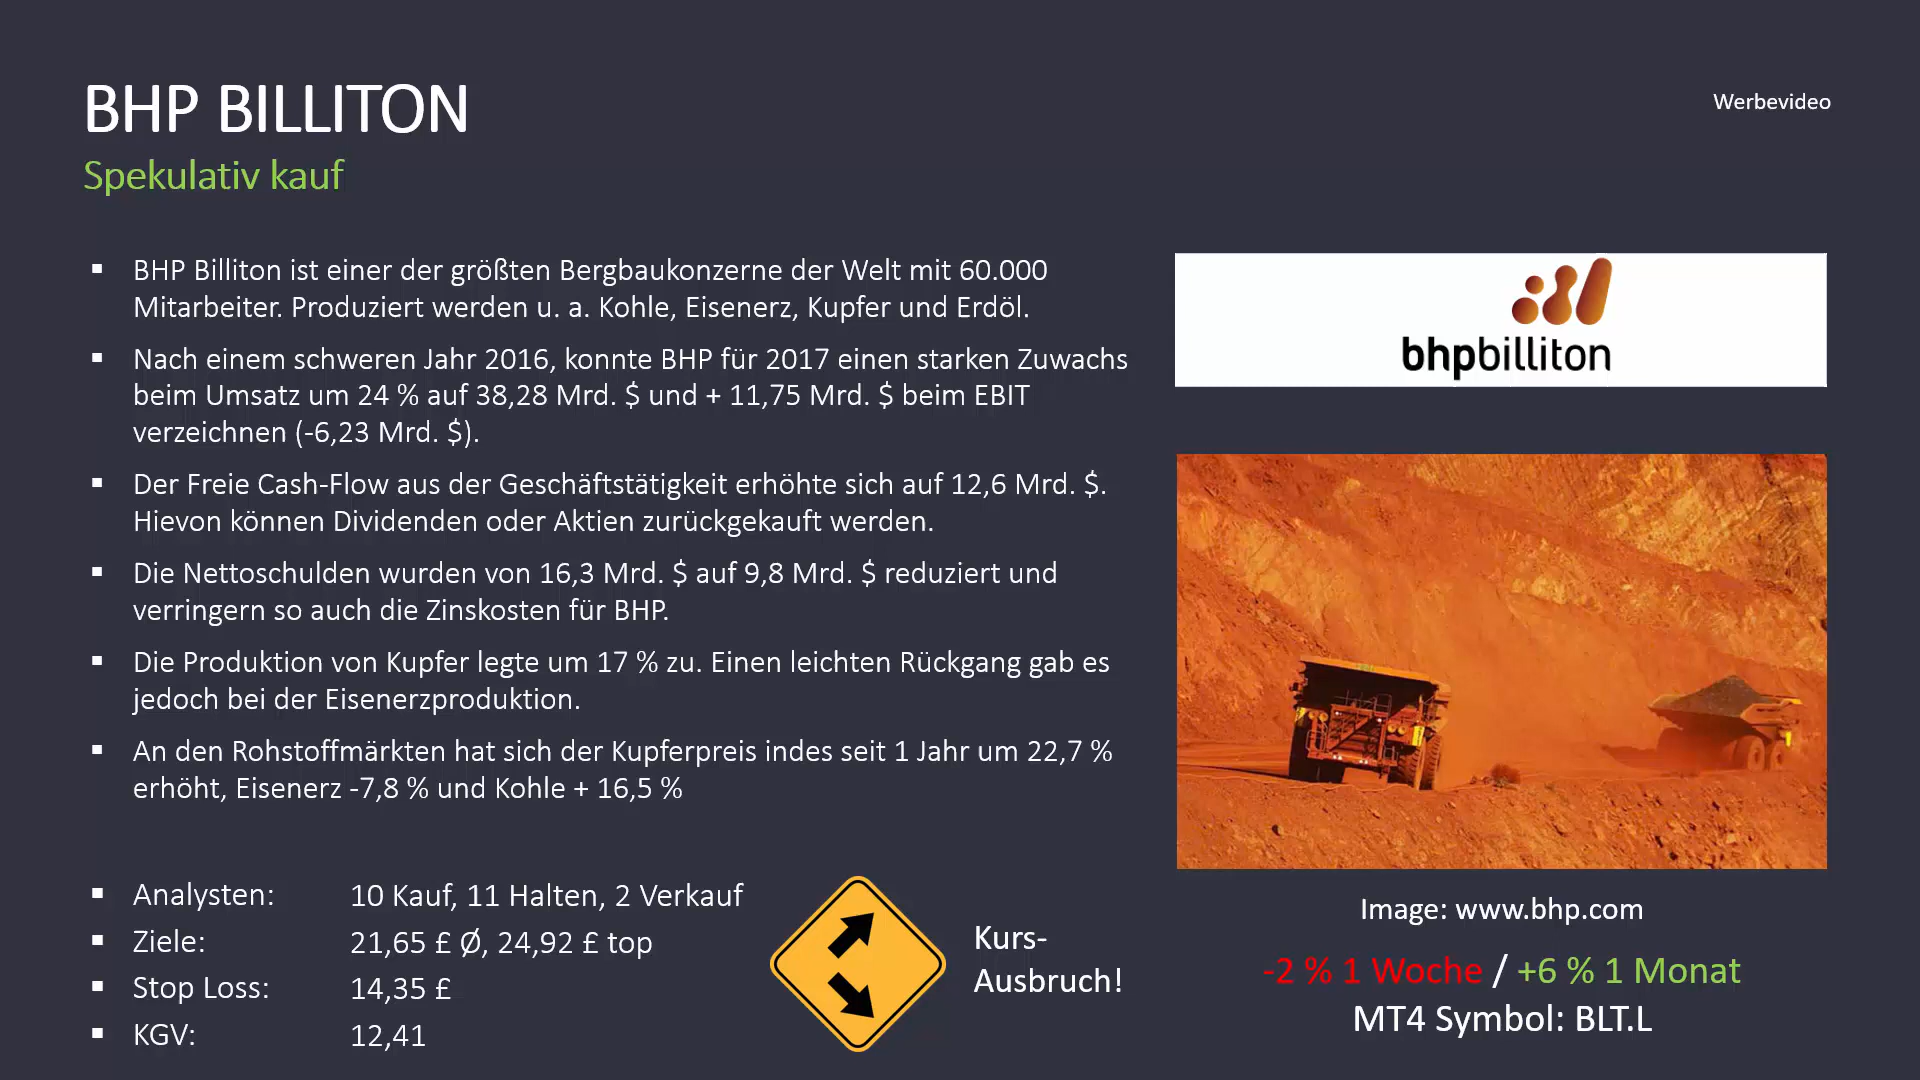 BHP BILLITON
Werbevideo
Spekulativ kauf
▪ BHP Billiton ist einer der größten Bergbaukonzerne der Welt mit 60.000
Mitarbeiter. Produziert werden u. a. Kohle, Eisenerz, Kupfer und Erdöl.
▪ Nach einem schweren Jahr 2016, konnte BHP für 2017 einen starken Zuwachs
beim Umsatz um 24 % auf 38,28 Mrd. $ und + 11,75 Mrd. $ beim EBIT
verzeichnen (-6,23 Mrd. $).
▪ Der Freie Cash-Flow aus der Geschäftstätigkeit erhöhte sich auf 12,6 Mrd. $.
Hievon können Dividenden oder Aktien zurückgekauft werden.
▪ Die Nettoschulden wurden von 16,3 Mrd. $ auf 9,8 Mrd. $ reduziert und
verringern so auch die Zinskosten für BHP.
▪ Die Produktion von Kupfer legte um 17 % zu. Einen leichten Rückgang gab es
jedoch bei der Eisenerzproduktion.
▪ An den Rohstoffmärkten hat sich der Kupferpreis indes seit 1 Jahr um 22,7 %
erhöht, Eisenerz -7,8 % und Kohle + 16,5 %
▪ Analysten: 10 Kauf, 11 Halten, 2 Verkauf
▪ Ziele: 21,65 £ Ø, 24,92 £ top
▪ Stop Loss: 14,35 £
▪ KGV: 12,41
Kurs-
Ausbruch!
bhpbilliton
Image: www.bhp.com
-2 % 1 Woche / +6 % 1 Monat
MT4 Symbol: BLT.L